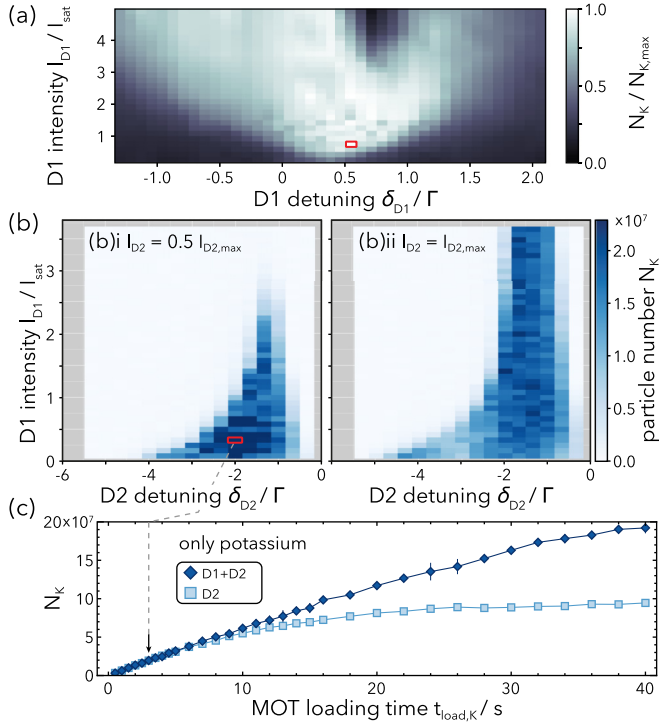 (a)
D1 intensity I_D1 / I_sat
4
3
2
1
-1.0
-0.5
0
0.5
1.0
1.5
2.0
D1 detuning δ_D1 / Γ
1.0
0.5
0.0
N_K / N_K,max
(b)
(b)i I_D2 = 0.5 I_D2,max
(b)ii I_D2 = I_D2,max
D1 intensity I_D1 / I_sat
3
2
1
0
-6
-4
-2
0
-4
-2
0
D2 detuning δ_D2 / Γ
D2 detuning δ_D2 / Γ
×10⁷
2.0
1.5
1.0
0.5
0.0
particle number N_K
(c)
20×10⁷
15
10
5
0
N_K
only potassium
D1+D2
D2
0
10
20
30
40
MOT loading time t_load,K / s